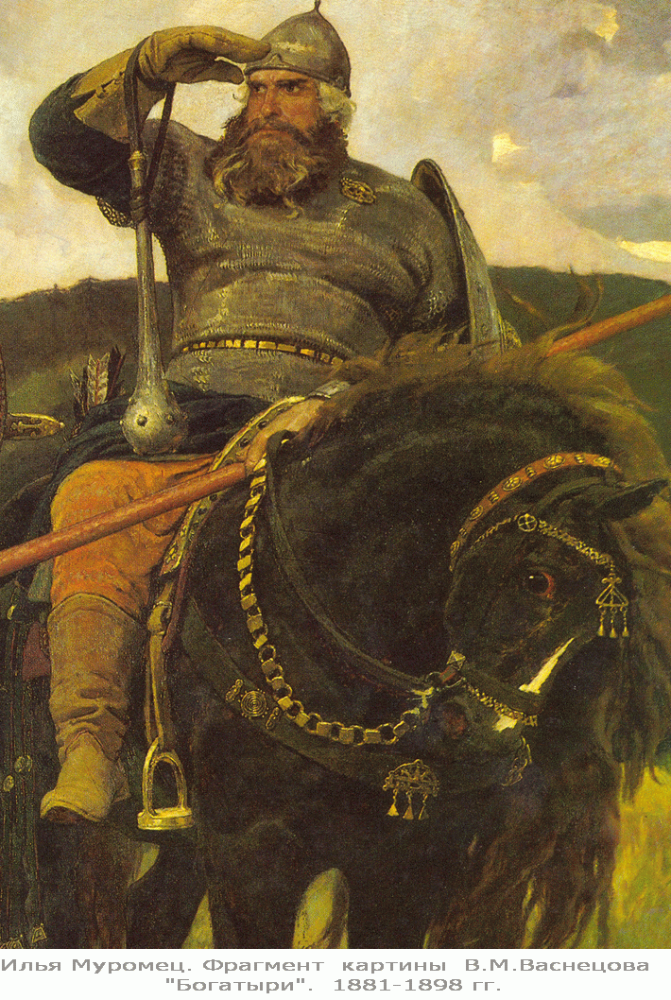 Илья Муромец. Фрагмент картины В.М.Васнецова
"Богатыри". 1881-1898 гг.